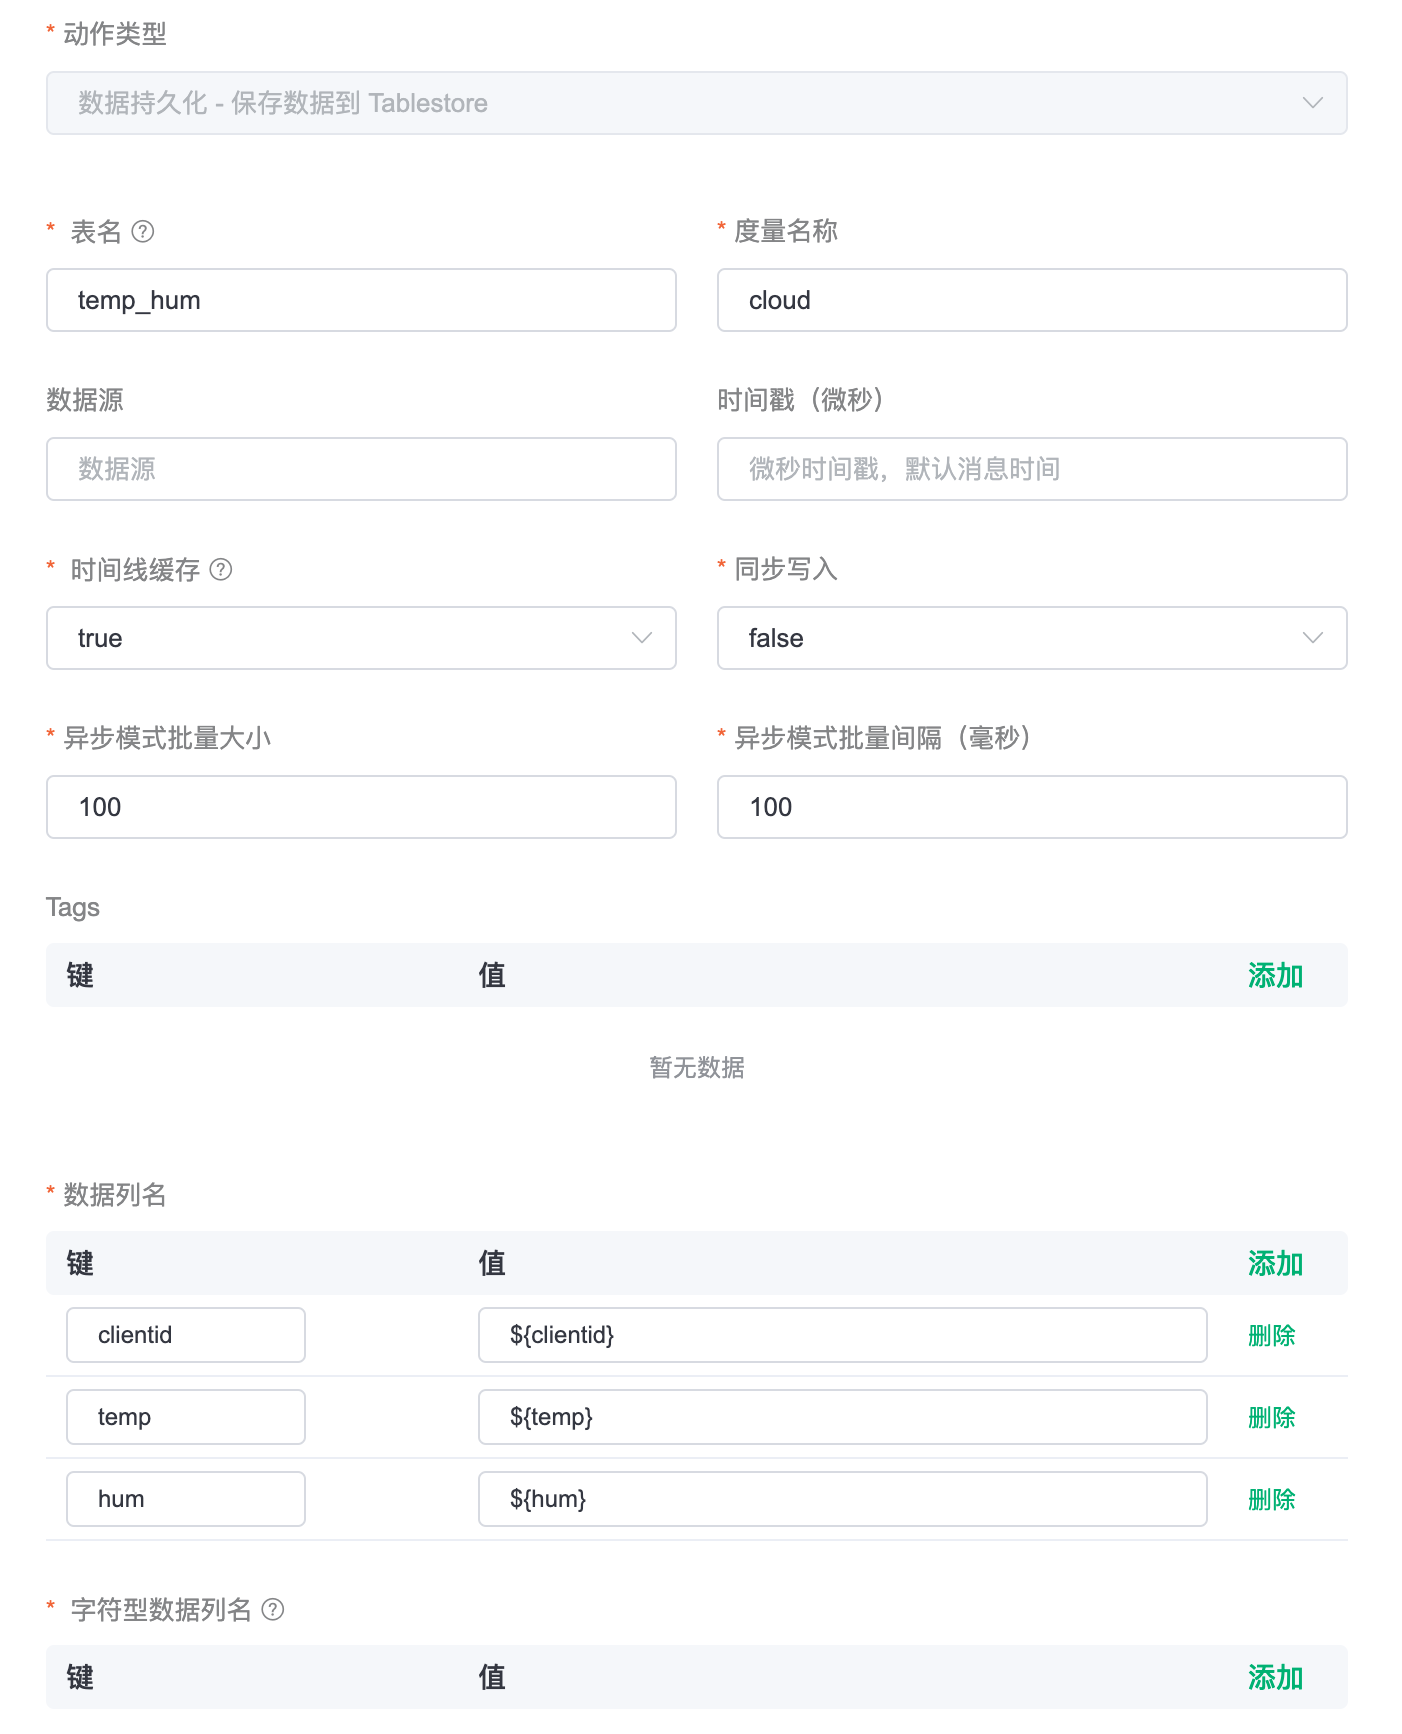 * 动作类型
数据持久化 - 保存数据到 Tablestore
* 表名 ?
* 度量名称
temp_hum
cloud
数据源
时间戳（微秒）
数据源
微秒时间戳，默认消息时间
* 时间线缓存 ?
* 同步写入
true
false
* 异步模式批量大小
* 异步模式批量间隔（毫秒）
100
100
Tags
键 值 添加
暂无数据
* 数据列名
键 值 添加
clientid ${clientid} 删除
temp ${temp} 删除
hum ${hum} 删除
* 字符型数据列名 ?
键 值 添加